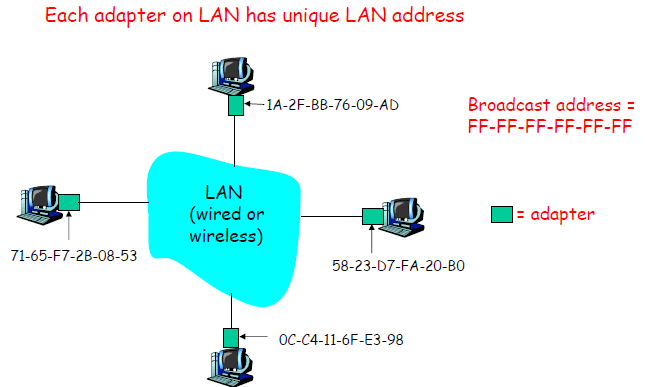 Each adapter on LAN has unique LAN address
1A-2F-BB-76-09-AD
Broadcast address =
FF-FF-FF-FF-FF-FF
LAN
(wired or
wireless)
= adapter
71-65-F7-2B-08-53
58-23-D7-FA-20-B0
0C-C4-11-6F-E3-98